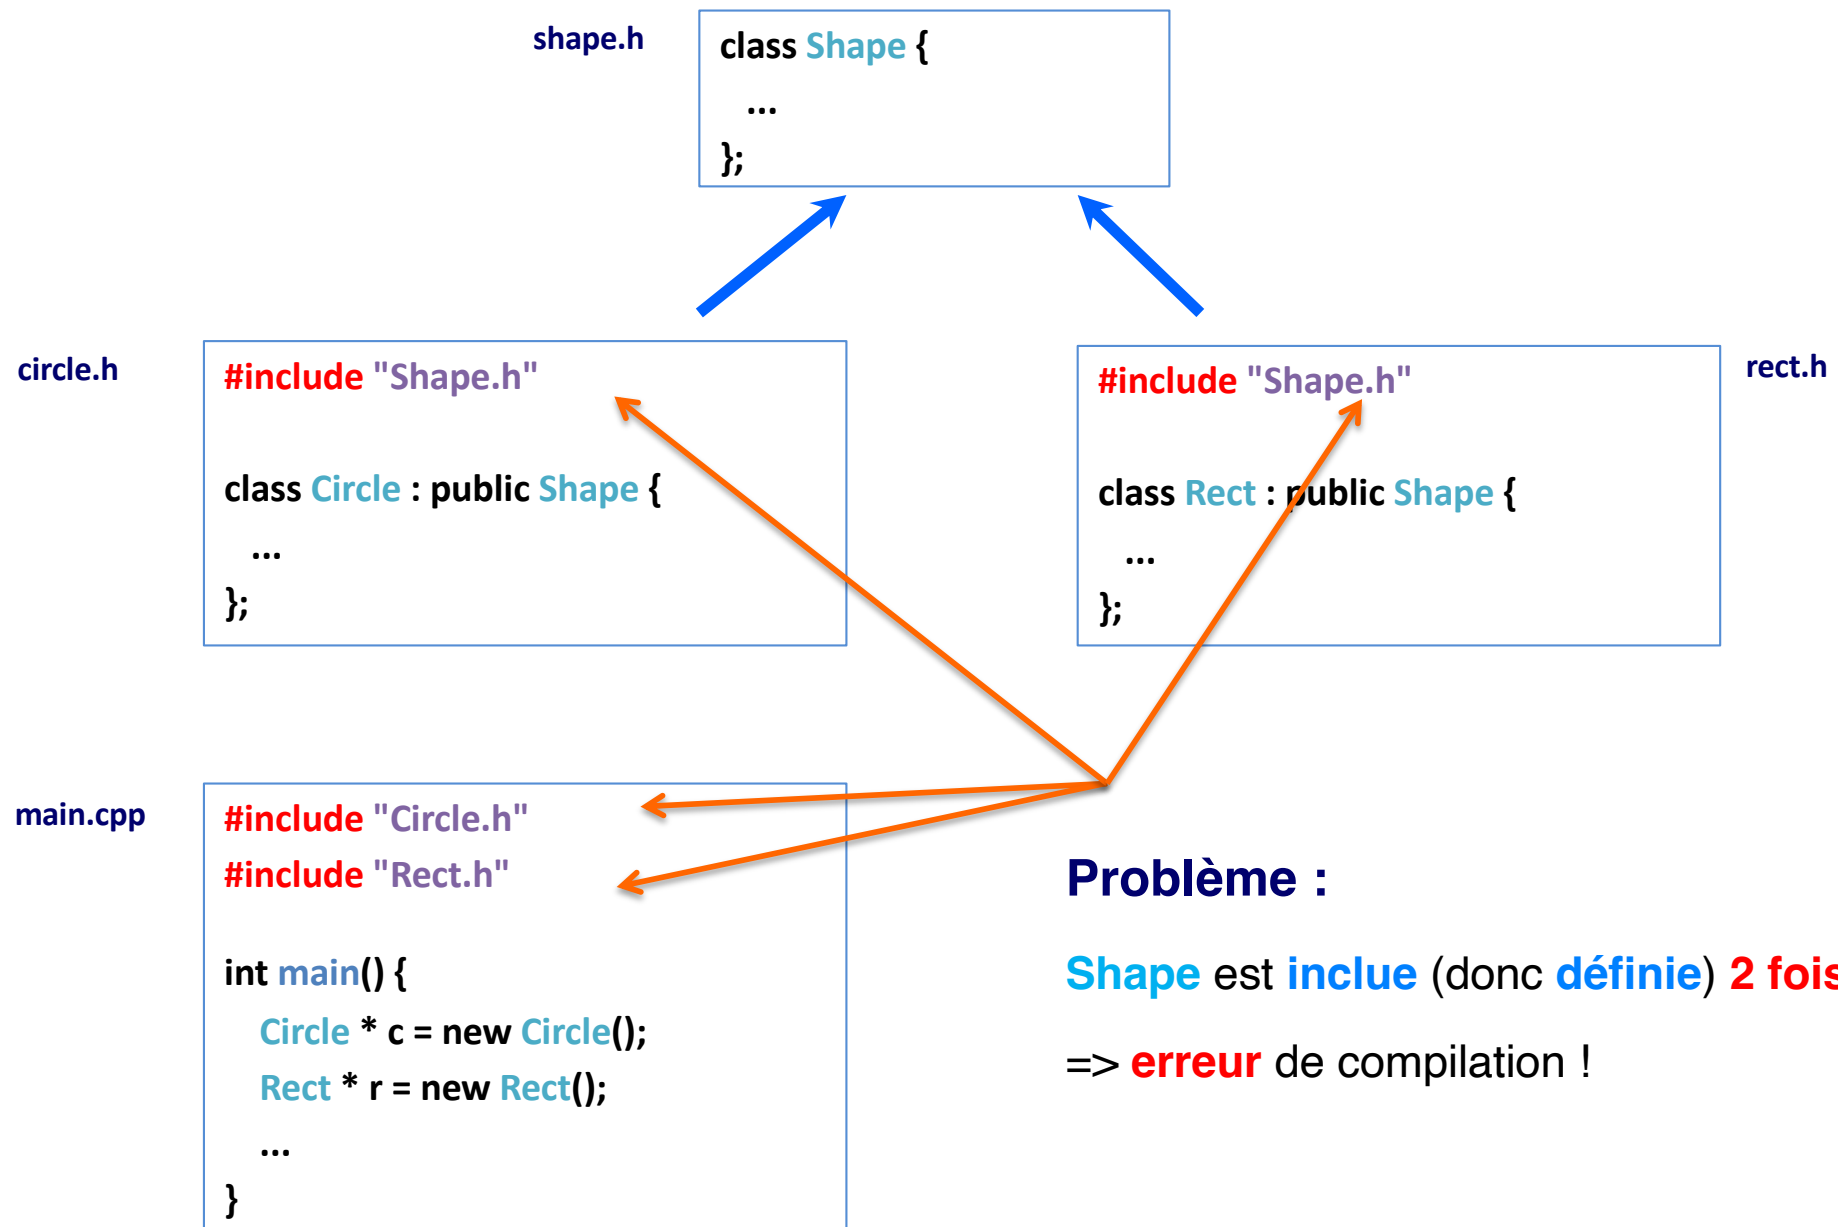 shape.h
class Shape {
...
};
circle.h
#include "Shape.h"
class Circle : public Shape {
...
};
#include "Shape.h"
class Rect : public Shape {
...
};
rect.h
main.cpp
#include "Circle.h"
#include "Rect.h"
int main() {
Circle * c = new Circle();
Rect * r = new Rect();
...
}
Problème :
Shape est inclue (donc définie) 2 fois
=> erreur de compilation !